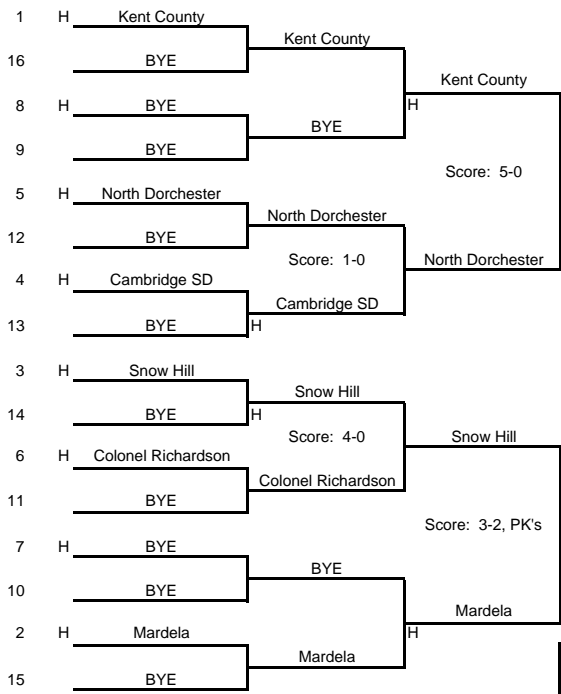 1 H Kent County
Kent County
16 BYE
Kent County
8 H BYE
H
BYE
9 BYE
Score: 5-0
5 H North Dorchester
North Dorchester
12 BYE
Score: 1-0
North Dorchester
4 H Cambridge SD
Cambridge SD
13 BYE
H
3 H Snow Hill
Snow Hill
14 BYE
H
Score: 4-0
Snow Hill
6 H Colonel Richardson
Colonel Richardson
11 BYE
Score: 3-2, PK's
7 H BYE
BYE
10 BYE
Mardela
2 H Mardela
H
Mardela
15 BYE